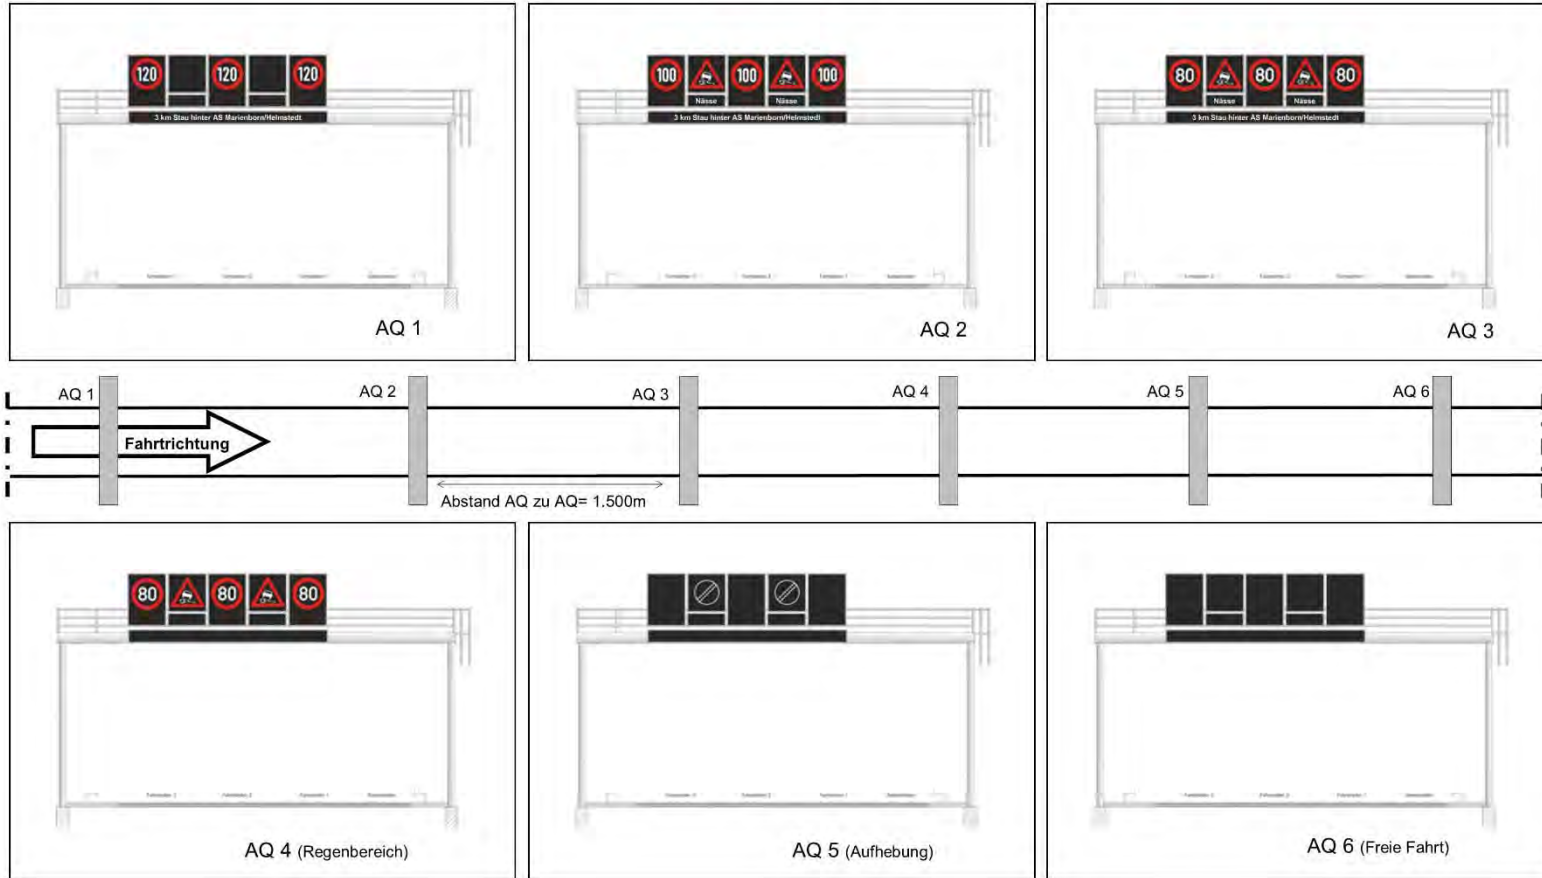 120 120 120
3 km Stau hinter AS Marienborn/Helmstedt
AQ 1
100 100 100
Nässe Nässe
3 km Stau hinter AS Marienborn/Helmstedt
AQ 2
80 80 80
Nässe Nässe
3 km Stau hinter AS Marienborn/Helmstedt
AQ 3
AQ 1 AQ 2 AQ 3 AQ 4 AQ 5 AQ 6
Fahrtrichtung
Abstand AQ zu AQ= 1.500m
80 80 80
AQ 4 (Regenbereich)
AQ 5 (Aufhebung)
AQ 6 (Freie Fahrt)